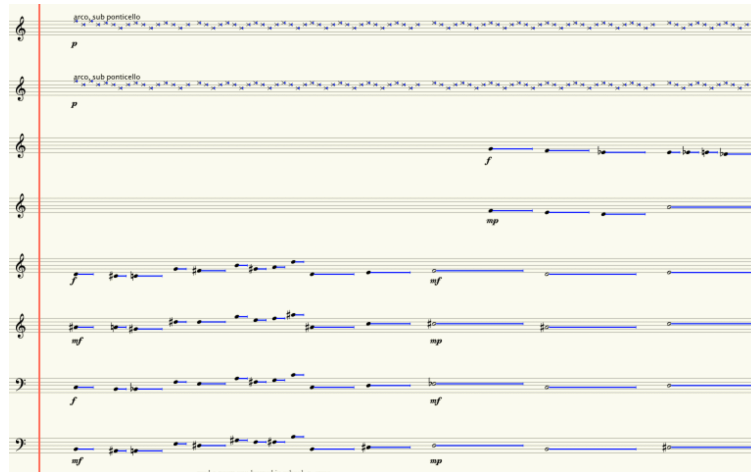 arco, sub ponticello
p
arco, sub ponticello
p
f
mp
f
mf
mf
mp
f
mf
mf
mp